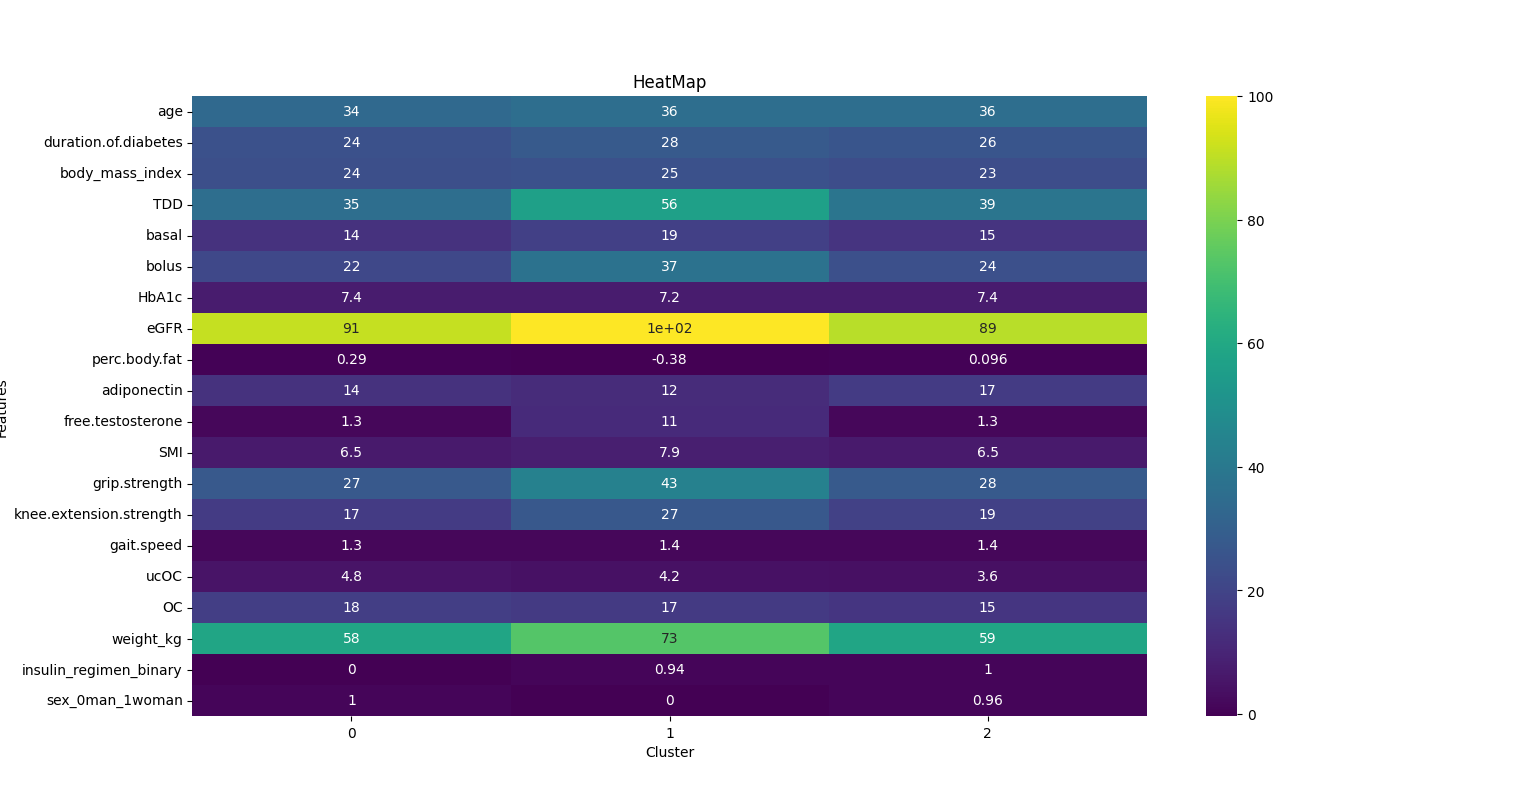 HeatMap
age 34 36 36 100
duration.of.diabetes 24 28 26
body_mass_index 24 25 23
TDD 35 56 39
80
basal 14 19 15
bolus 22 37 24
HbA1c 7.4 7.2 7.4
eGFR 91 1e+02 89
60
perc.body.fat 0.29 -0.38 0.096
adiponectin 14 12 17
Features
free.testosterone 1.3 11 1.3
SMI 6.5 7.9 6.5
40
grip.strength 27 43 28
knee.extension.strength 17 27 19
gait.speed 1.3 1.4 1.4
ucOC 4.8 4.2 3.6
20
OC 18 17 15
weight_kg 58 73 59
insulin_regimen_binary 0 0.94 1
sex_0man_1woman 1 0 0.96
0
0 1 2
Cluster